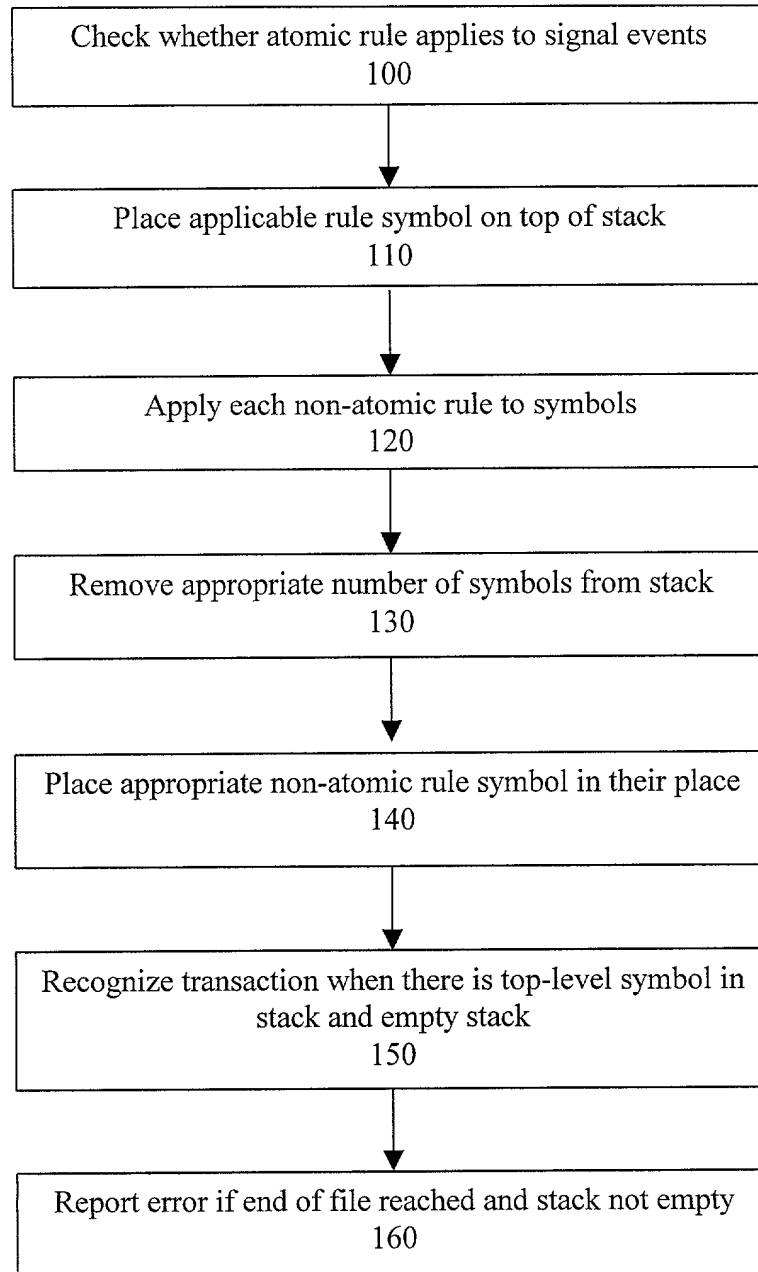 Check whether atomic rule applies to signal events
100
Place applicable rule symbol on top of stack
110
Apply each non-atomic rule to symbols
120
Remove appropriate number of symbols from stack
130
Place appropriate non-atomic rule symbol in their place
140
Recognize transaction when there is top-level symbol in
stack and empty stack
150
Report error if end of file reached and stack not empty
160